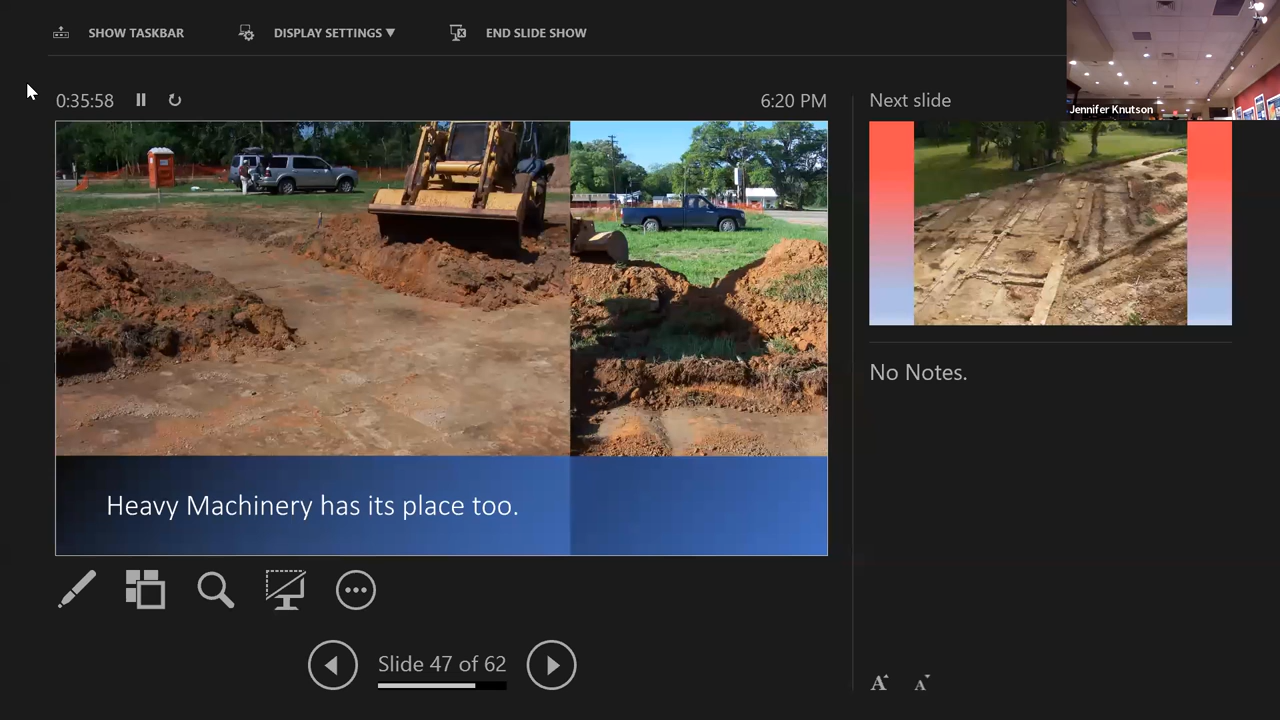 SHOW TASKBAR
DISPLAY SETTINGS ▼
END SLIDE SHOW
Jennifer Knutson
0:35:58
6:20 PM
Next slide
Heavy Machinery has its place too.
No Notes.
Slide 47 of 62
A
A